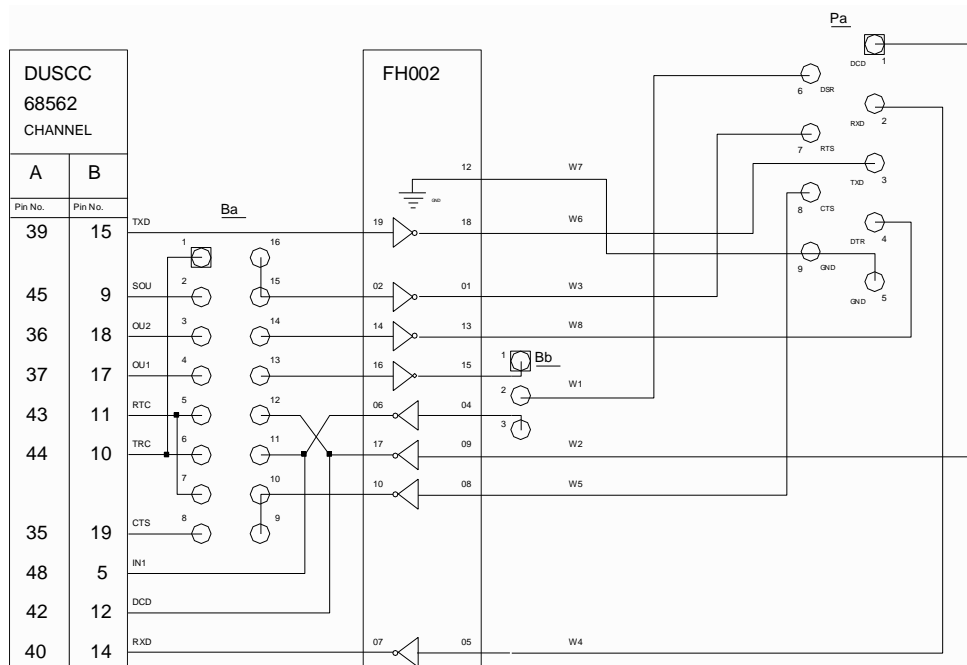 Pa
DCD 1
DUSCC
FH002
68562
6 DSR
CHANNEL
RXD 2
7 RTS
A B
12 W7
TXD 3
Pin No. Pin No.
GND
8 CTS
Ba
39 15 TXD 19 18 W6
DTR 4
1 16
9 GND
45 9 SOU 2 15 02 01 W3
GND 5
36 18 OU2 3 14 14 13 W8
1 Bb
37 17 OU1 4 13 16 15
2 W1
43 11 RTC 5 12 06 04
3
44 10 TRC 6 11 17 09 W2
7 10 10 08 W5
35 19 CTS 8 9
48 5 IN1
42 12 DCD
40 14 RXD 07 05 W4